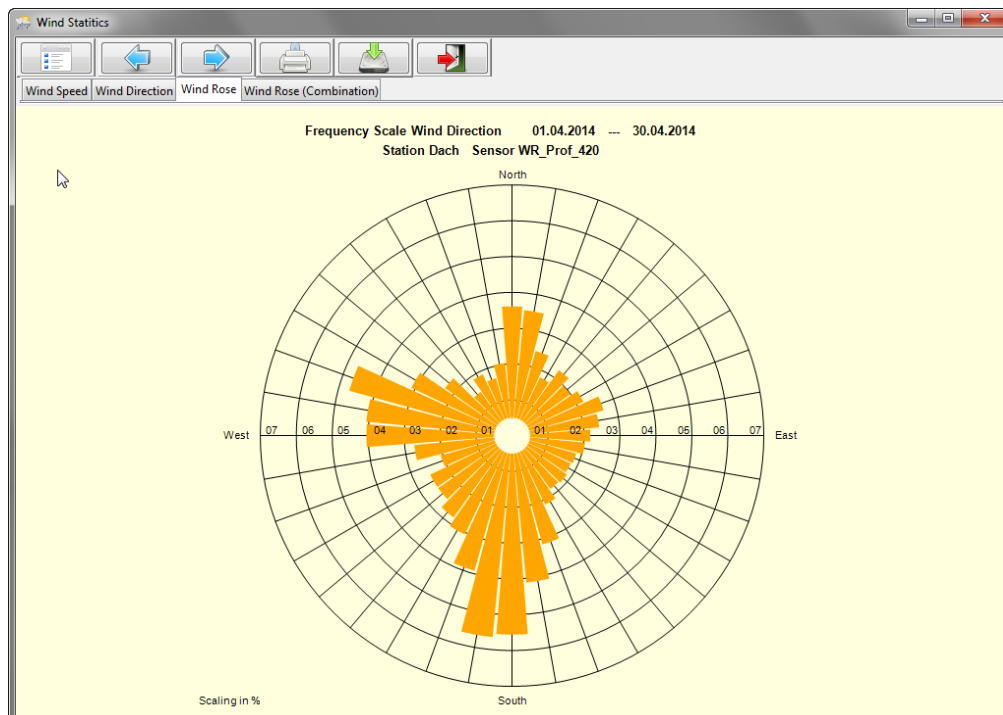 Wind Statitics
Wind Speed Wind Direction Wind Rose Wind Rose (Combination)
Frequency Scale Wind Direction 01.04.2014 --- 30.04.2014
Station Dach Sensor WR_Prof_420
North
West 07 06 05 04 03 02 01 01 02 03 04 05 06 07 East
Scaling in % South